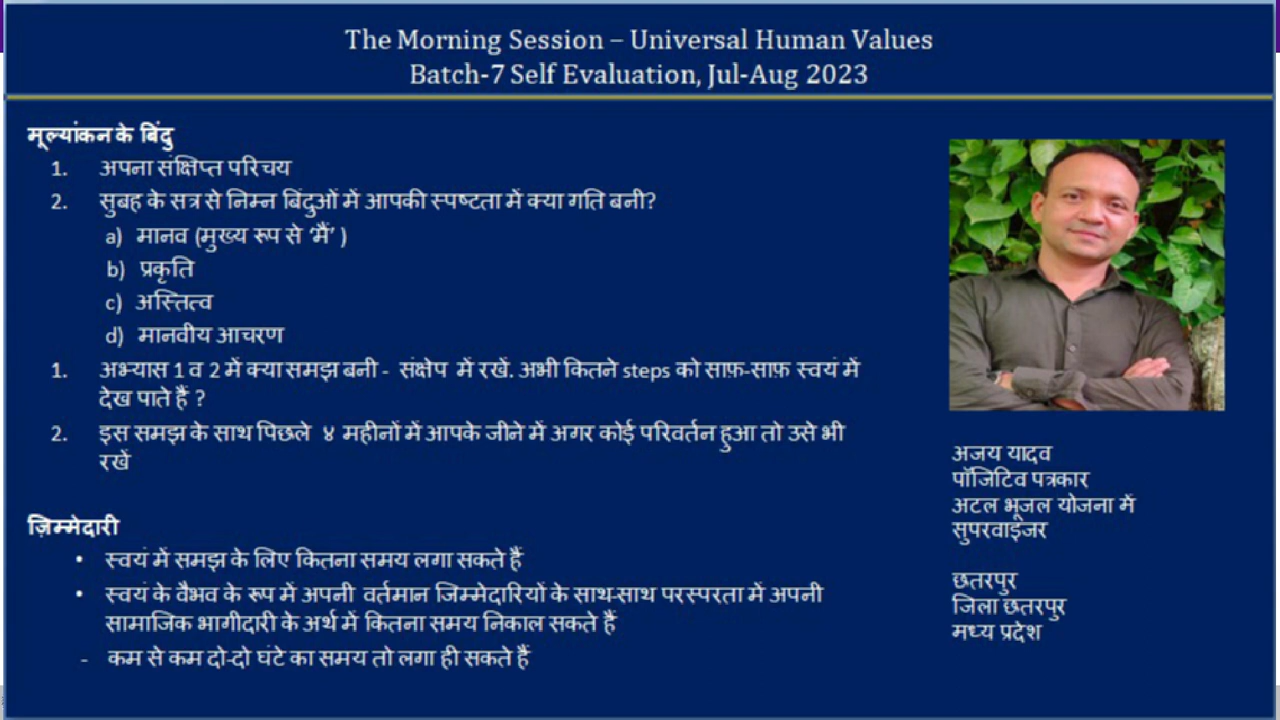 The Morning Session – Universal Human Values
Batch-7 Self Evaluation, Jul-Aug 2023
मूल्यांकन के बिंदु
1. अपना संक्षिप्त परिचय
2. सुबह के सत्र से निम्न बिंदुओं में आपकी स्पष्टता में क्या गति बनी?
a) मानव (मुख्य रूप से ‘मैं’ )
b) प्रकृति
c) अस्तित्व
d) मानवीय आचरण
1. अभ्यास 1 व 2 में क्या समझ बनी - संक्षेप में रखें. अभी कितने steps को साफ़-साफ़ स्वयं में
देख पाते हैं ?
2. इस समझ के साथ पिछले ४ महीनों में आपके जीने में अगर कोई परिवर्तन हुआ तो उसे भी
रखें
ज़िम्मेदारी
• स्वयं में समझ के लिए कितना समय लगा सकते हैं
• स्वयं के वैभव के रूप में अपनी वर्तमान जिम्मेदारियों के साथ-साथ परस्परता में अपनी
सामाजिक भागीदारी के अर्थ में कितना समय निकाल सकते हैं
- कम से कम दो-दो घंटे का समय तो लगा ही सकते हैं
अजय यादव
पॉजिटिव पत्रकार
अटल भूजल योजना में
सुपरवाईजर
छतरपुर
जिला छतरपुर
मध्य प्रदेश